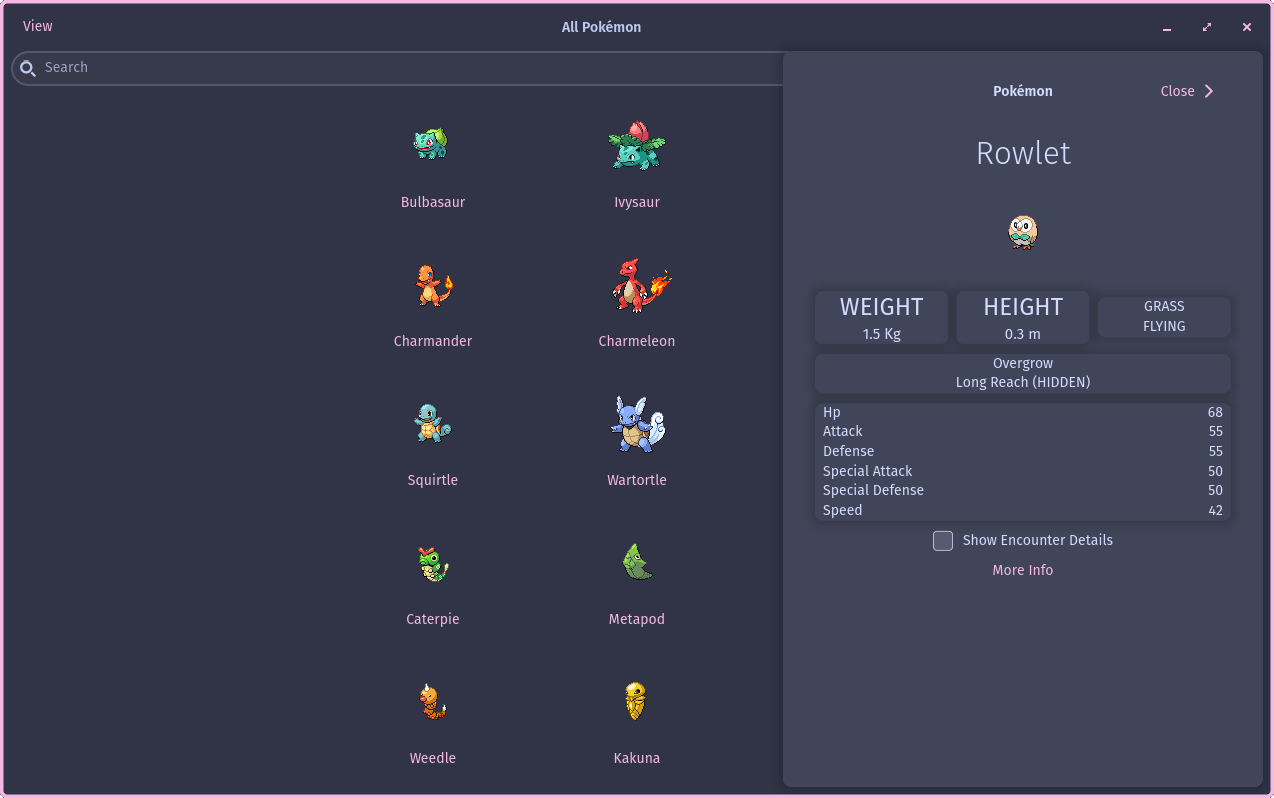 View
All Pokémon
Search
Bulbasaur
Ivysaur
Charmander
Charmeleon
Squirtle
Wartortle
Caterpie
Metapod
Weedle
Kakuna
Pokémon
Close
Rowlet
WEIGHT
1.5 Kg
HEIGHT
0.3 m
GRASS
FLYING
Overgrow
Long Reach (HIDDEN)
Hp 68
Attack 55
Defense 55
Special Attack 50
Special Defense 50
Speed 42
Show Encounter Details
More Info